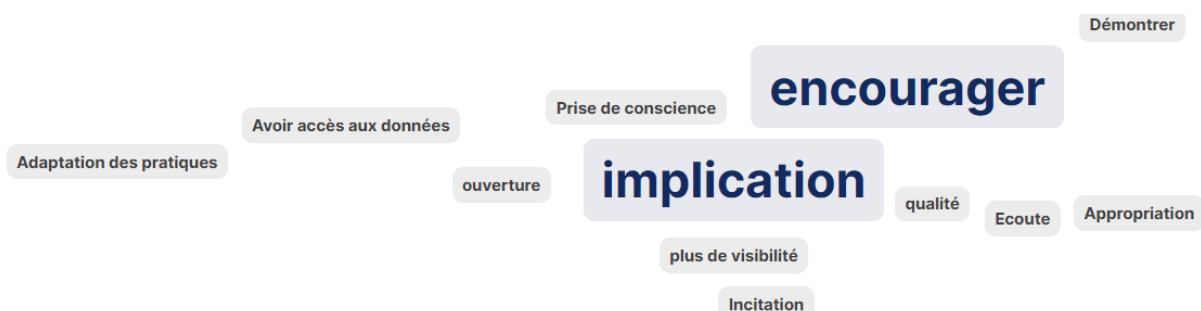 Démontrer
encourager
Prise de conscience
Avoir accès aux données
Adaptation des pratiques
ouverture
implication
qualité
Ecoute
Appropriation
plus de visibilité
Incitation